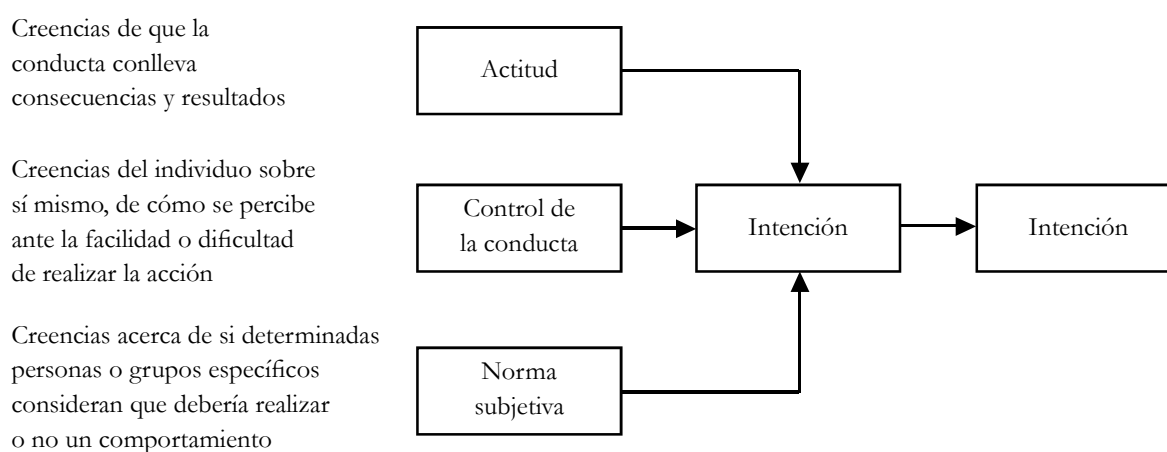 Creencias de que la
conducta conlleva
consecuencias y resultados
Actitud
Creencias del individuo sobre
sí mismo, de cómo se percibe
ante la facilidad o dificultad
de realizar la acción
Control de
la conducta
Intención
Intención
Creencias acerca de si determinadas
personas o grupos específicos
consideran que debería realizar
o no un comportamiento
Norma
subjetiva